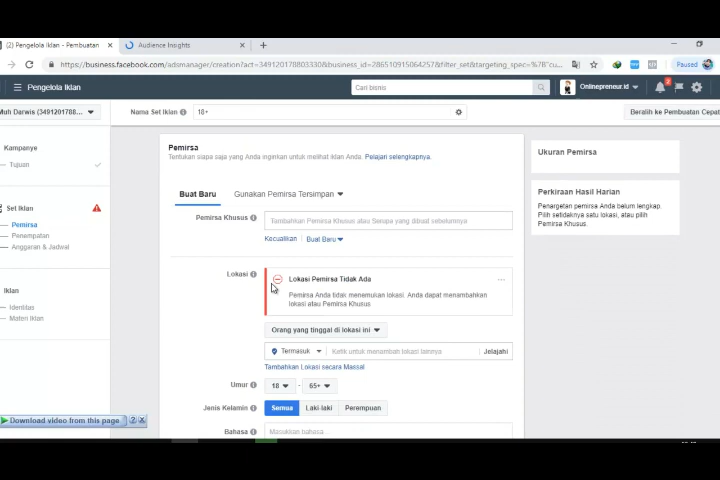 (2) Pengelola Iklan - Pembuatan
Audience Insights
https://business.facebook.com/adsmanager/creation?act=349120178803330&business_id=286510915064257&filter_set&targeting_spec=%7B"cu...
Paused
Pengelola Iklan
Cari bisnis
Onlinepreneur.id
Muh Darwis (3491201788...
Nama Set Iklan
18+
Beralih ke Pembuatan Cepat
Kampanye
Tujuan
Set Iklan
Pemirsa
Penempatan
Anggaran & Jadwal
Iklan
Identitas
Materi Iklan
Pemirsa
Tentukan siapa saja yang Anda inginkan untuk melihat iklan Anda. Pelajari selengkapnya.
Buat Baru
Gunakan Pemirsa Tersimpan
Pemirsa Khusus
Tambahkan Pemirsa Khusus atau Serupa yang dibuat sebelumnya
Kecualikan
Buat Baru
Lokasi
Lokasi Pemirsa Tidak Ada
Pemirsa Anda tidak menemukan lokasi. Anda dapat menambahkan
lokasi atau Pemirsa Khusus
Orang yang tinggal di lokasi ini
Termasuk
Ketik untuk menambah lokasi lainnya
Jelajahi
Tambahkan Lokasi secara Massal
Umur
18
-
65+
Jenis Kelamin
Semua
Laki-laki
Perempuan
Bahasa
Masukkan bahasa...
Ukuran Pemirsa
Perkiraan Hasil Harian
Penargetan pemirsa Anda belum lengkap.
Pilih setidaknya satu lokasi, atau pilih
Pemirsa Khusus.
Download video from this page